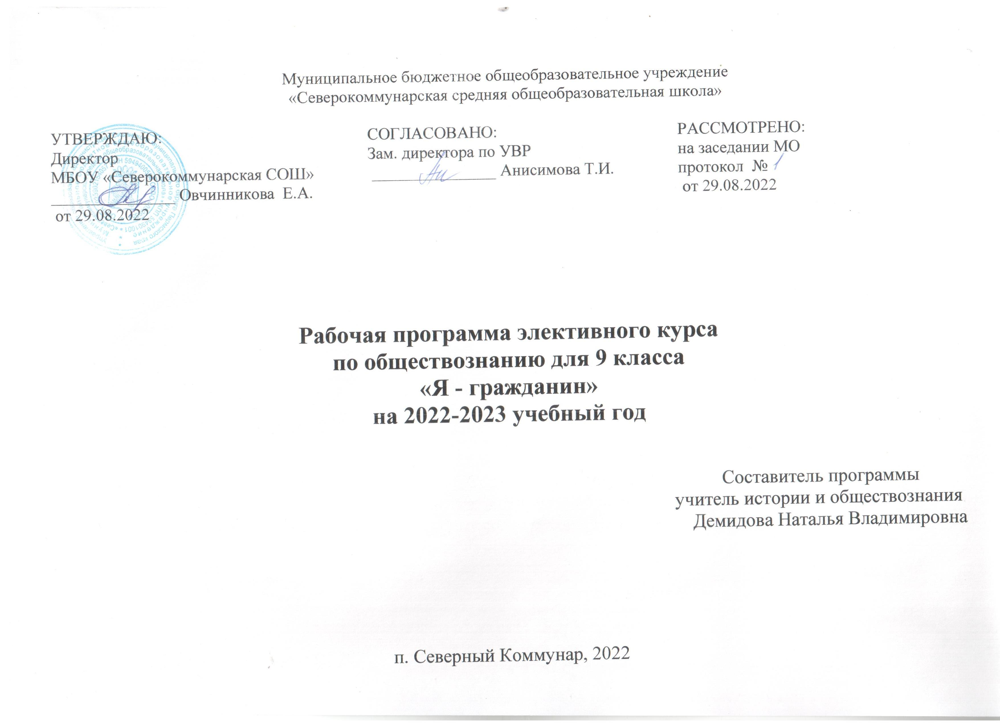 Муниципальное бюджетное общеобразовательное учреждение
«Северокоммунарская средняя общеобразовательная школа»
УТВЕРЖДАЮ:
Директор
МБОУ «Северокоммунарская СОШ»
________________ Овчинникова Е.А.
от 29.08.2022
СОГЛАСОВАНО:
Зам. директора по УВР
________________ Анисимова Т.И.
РАССМОТРЕНО:
на заседании МО
протокол № 1
от 29.08.2022
Рабочая программа элективного курса
по обществознанию для 9 класса
«Я - гражданин»
на 2022-2023 учебный год
Составитель программы
учитель истории и обществознания
Демидова Наталья Владимировна
п. Северный Коммунар, 2022